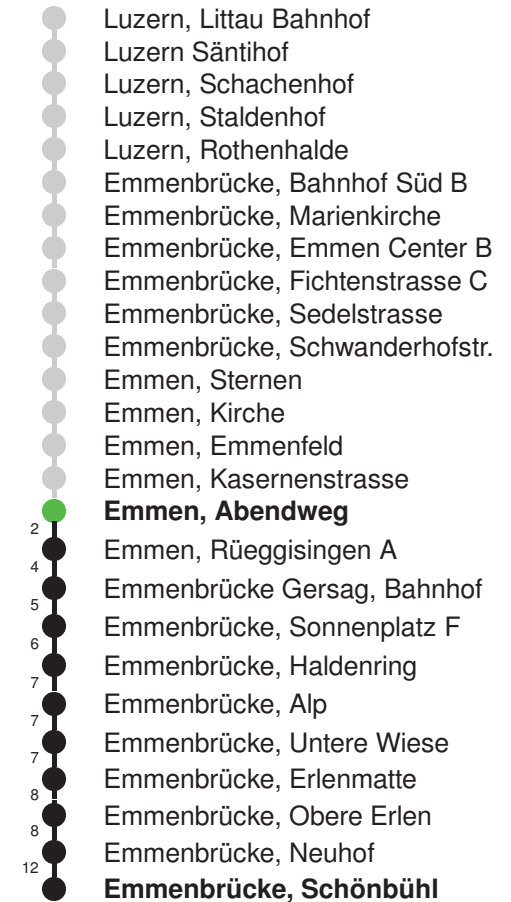 Luzern, Littau Bahnhof
Luzern Säntihof
Luzern, Schachenhof
Luzern, Staldenhof
Luzern, Rothenhalde
Emmenbrücke, Bahnhof Süd B
Emmenbrücke, Marienkirche
Emmenbrücke, Emmen Center B
Emmenbrücke, Fichtenstrasse C
Emmenbrücke, Sedelstrasse
Emmenbrücke, Schwanderhofstr.
Emmen, Sternen
Emmen, Kirche
Emmen, Emmenfeld
Emmen, Kasernenstrasse
Emmen, Abendweg
2
Emmen, Rüeggisingen A
4
Emmenbrücke Gersag, Bahnhof
5
Emmenbrücke, Sonnenplatz F
6
Emmenbrücke, Haldenring
7
Emmenbrücke, Alp
7
Emmenbrücke, Untere Wiese
7
Emmenbrücke, Erlenmatte
8
Emmenbrücke, Obere Erlen
8
Emmenbrücke, Neuhof
12
Emmenbrücke, Schönbühl